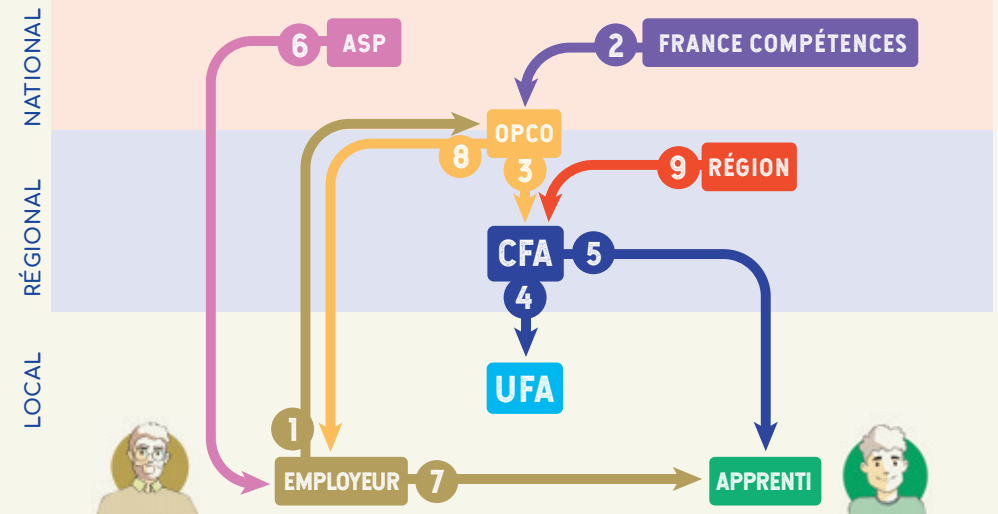 NATIONAL
6 ASP
2 FRANCE COMPÉTENCES
OPCO
8
3
9 RÉGION
RÉGIONAL
CFA 5
4
LOCAL
UFA
1
EMPLOYEUR 7
APPRENTI